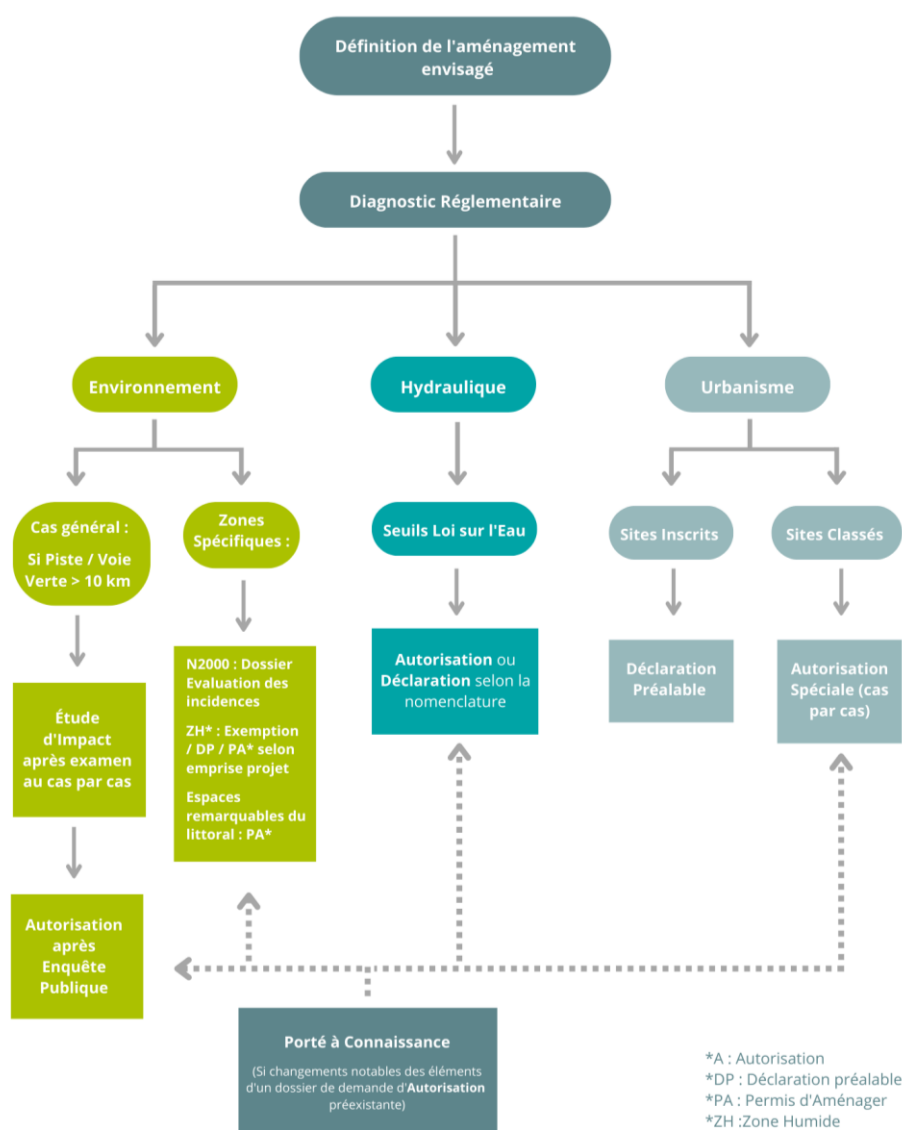 Définition de l'aménagement
envisagé
Diagnostic Réglementaire
Environnement
Hydraulique
Urbanisme
Cas général :
Si Piste / Voie
Verte > 10 km
Zones
Spécifiques :
Seuils Loi sur l'Eau
Sites Inscrits
Sites Classés
Étude
d'Impact
après examen
au cas par cas
N2000 : Dossier
Evaluation des
incidences
ZH* : Exemption
/ DP / PA* selon
emprise projet
Espaces
remarquables du
littoral : PA*
Autorisation ou
Déclaration selon la
nomenclature
Déclaration
Préalable
Autorisation
Spéciale (cas
par cas)
Autorisation
après
Enquête
Publique
Porté à Connaissance
(Si changements notables des éléments
d'un dossier de demande d'Autorisation
préexistante)
*A : Autorisation
*DP : Déclaration préalable
*PA : Permis d'Aménager
*ZH :Zone Humide